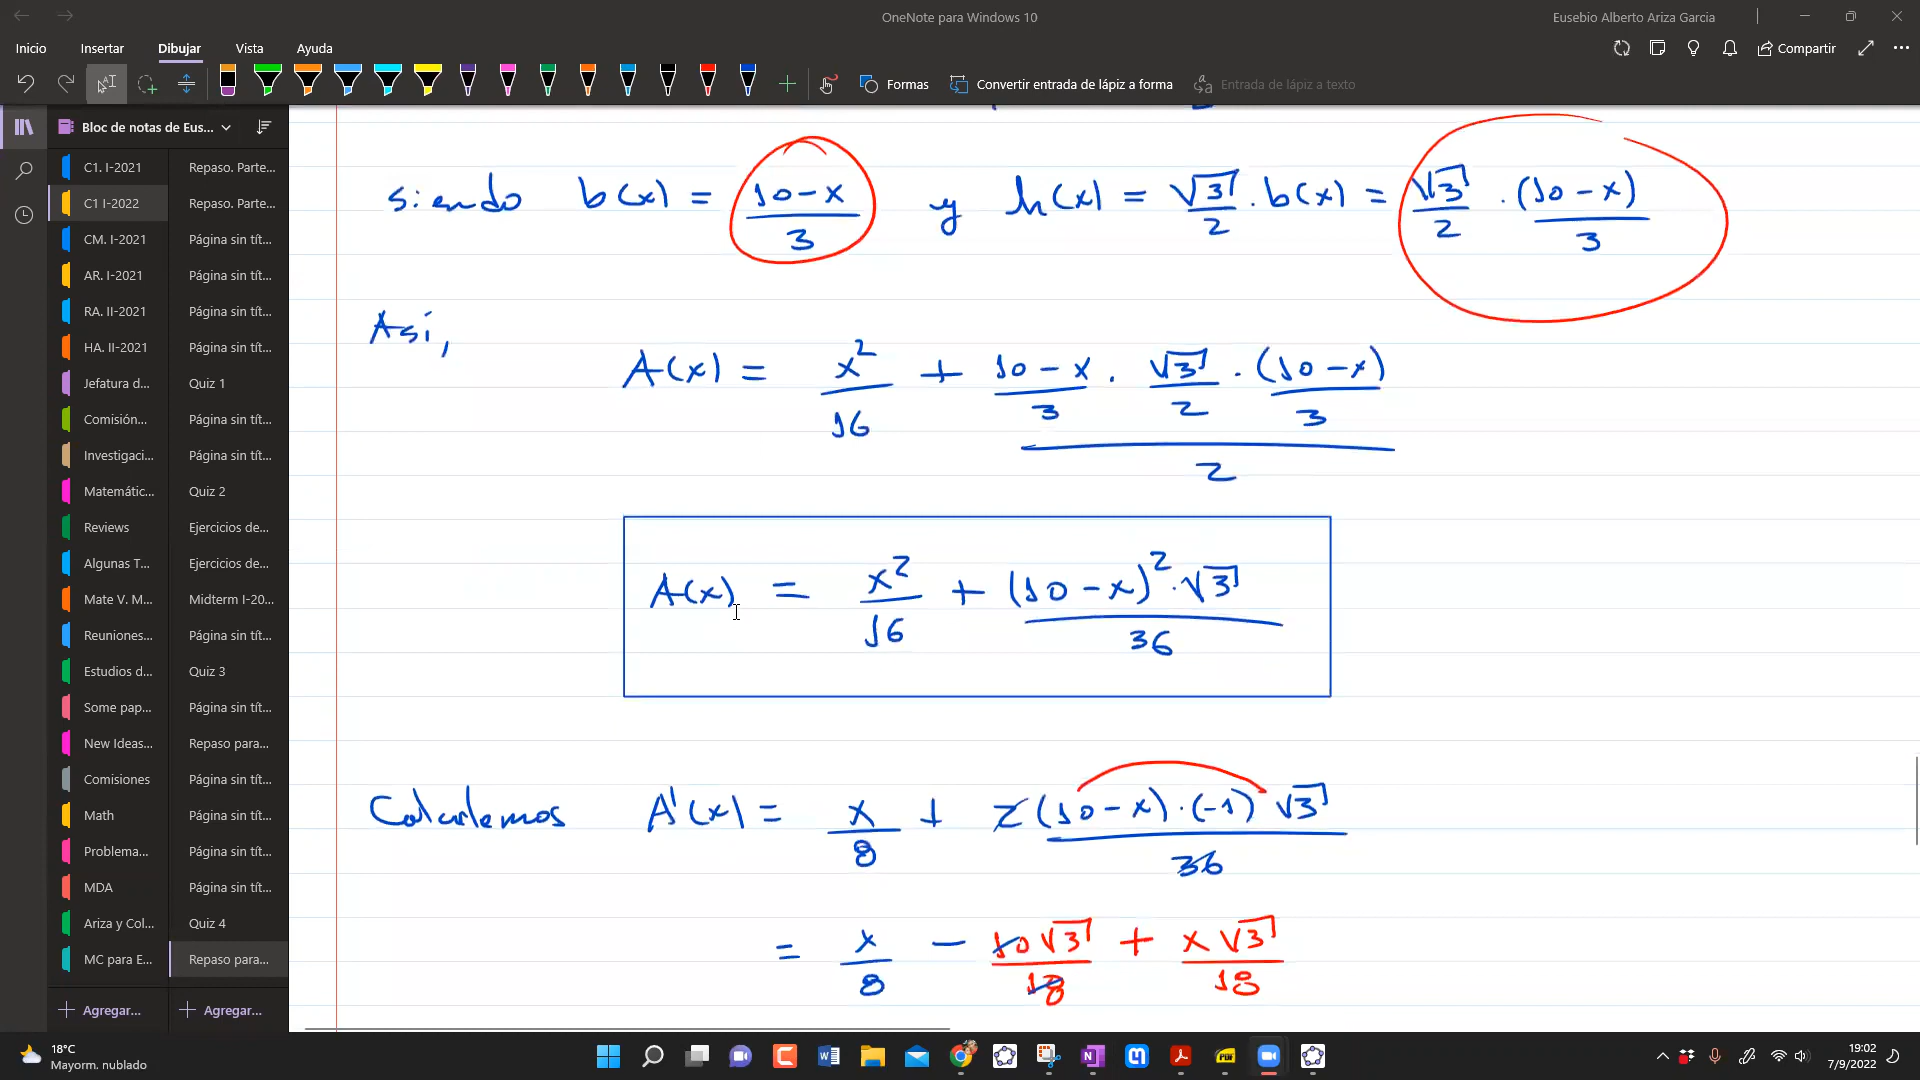 OneNote para Windows 10
Eusebio Alberto Ariza Garcia
Inicio Insertar Dibujar Vista Ayuda
Compartir
Formas Convertir entrada de lápiz a forma Entrada de lápiz a texto
Bloc de notas de Eus...
C1. I-2021
C1 I-2022
CM. I-2021
AR. I-2021
RA. II-2021
HA. II-2021
Jefatura d...
Comisión...
Investigaci...
Matemátic...
Reviews
Algunas T...
Mate V. M...
Reuniones...
Estudios d...
Some pap...
New Ideas...
Comisiones
Math
Problema...
MDA
Ariza y Col...
MC para E...
Agregar...
Repaso. Parte...
Repaso. Parte...
Página sin tít...
Página sin tít...
Página sin tít...
Página sin tít...
Quiz 1
Página sin tít...
Página sin tít...
Quiz 2
Ejercicios de...
Ejercicios de...
Midterm I-20...
Página sin tít...
Quiz 3
Página sin tít...
Repaso para...
Página sin tít...
Página sin tít...
Página sin tít...
Página sin tít...
Quiz 4
Repaso para...
Agregar...
siendo b(x) = (10-x)/3 y h(x) = √3/2 . b(x) = √3/2 . (10-x)/3
Así,
A(x) = x²/16 + ((10-x)/3 . √3/2 . (10-x)/3)/2
A(x) = x²/16 + ((10-x)² . √3)/36
Calculemos A'(x) = x/8 + (2(10-x).(-1) √3)/36
= x/8 - 10√3/18 + x√3/18
18°C
Mayorm. nublado
19:02
7/9/2022